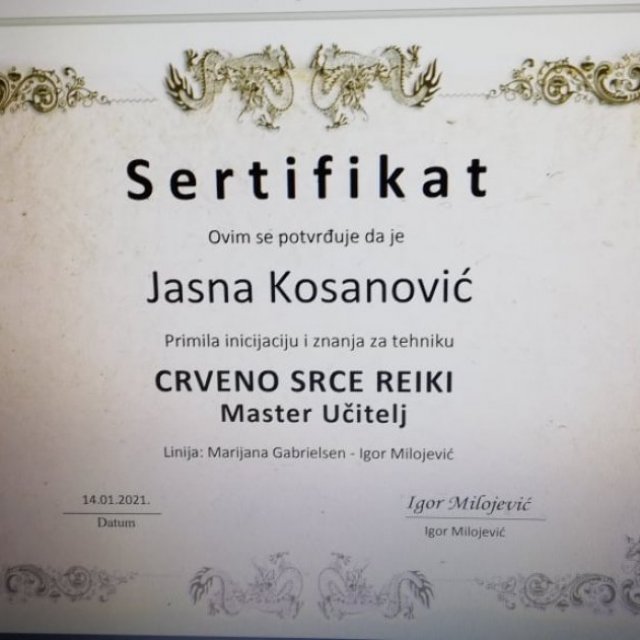 Sertifikat
Ovim se potvrđuje da je
Jasna Kosanović
Primila inicijaciju i znanja za tehniku
CRVENO SRCE REIKI
Master Učitelj
Linija: Marijana Gabrielsen - Igor Milojević
14.01.2021.
Datum
Igor Milojević
Igor Milojević